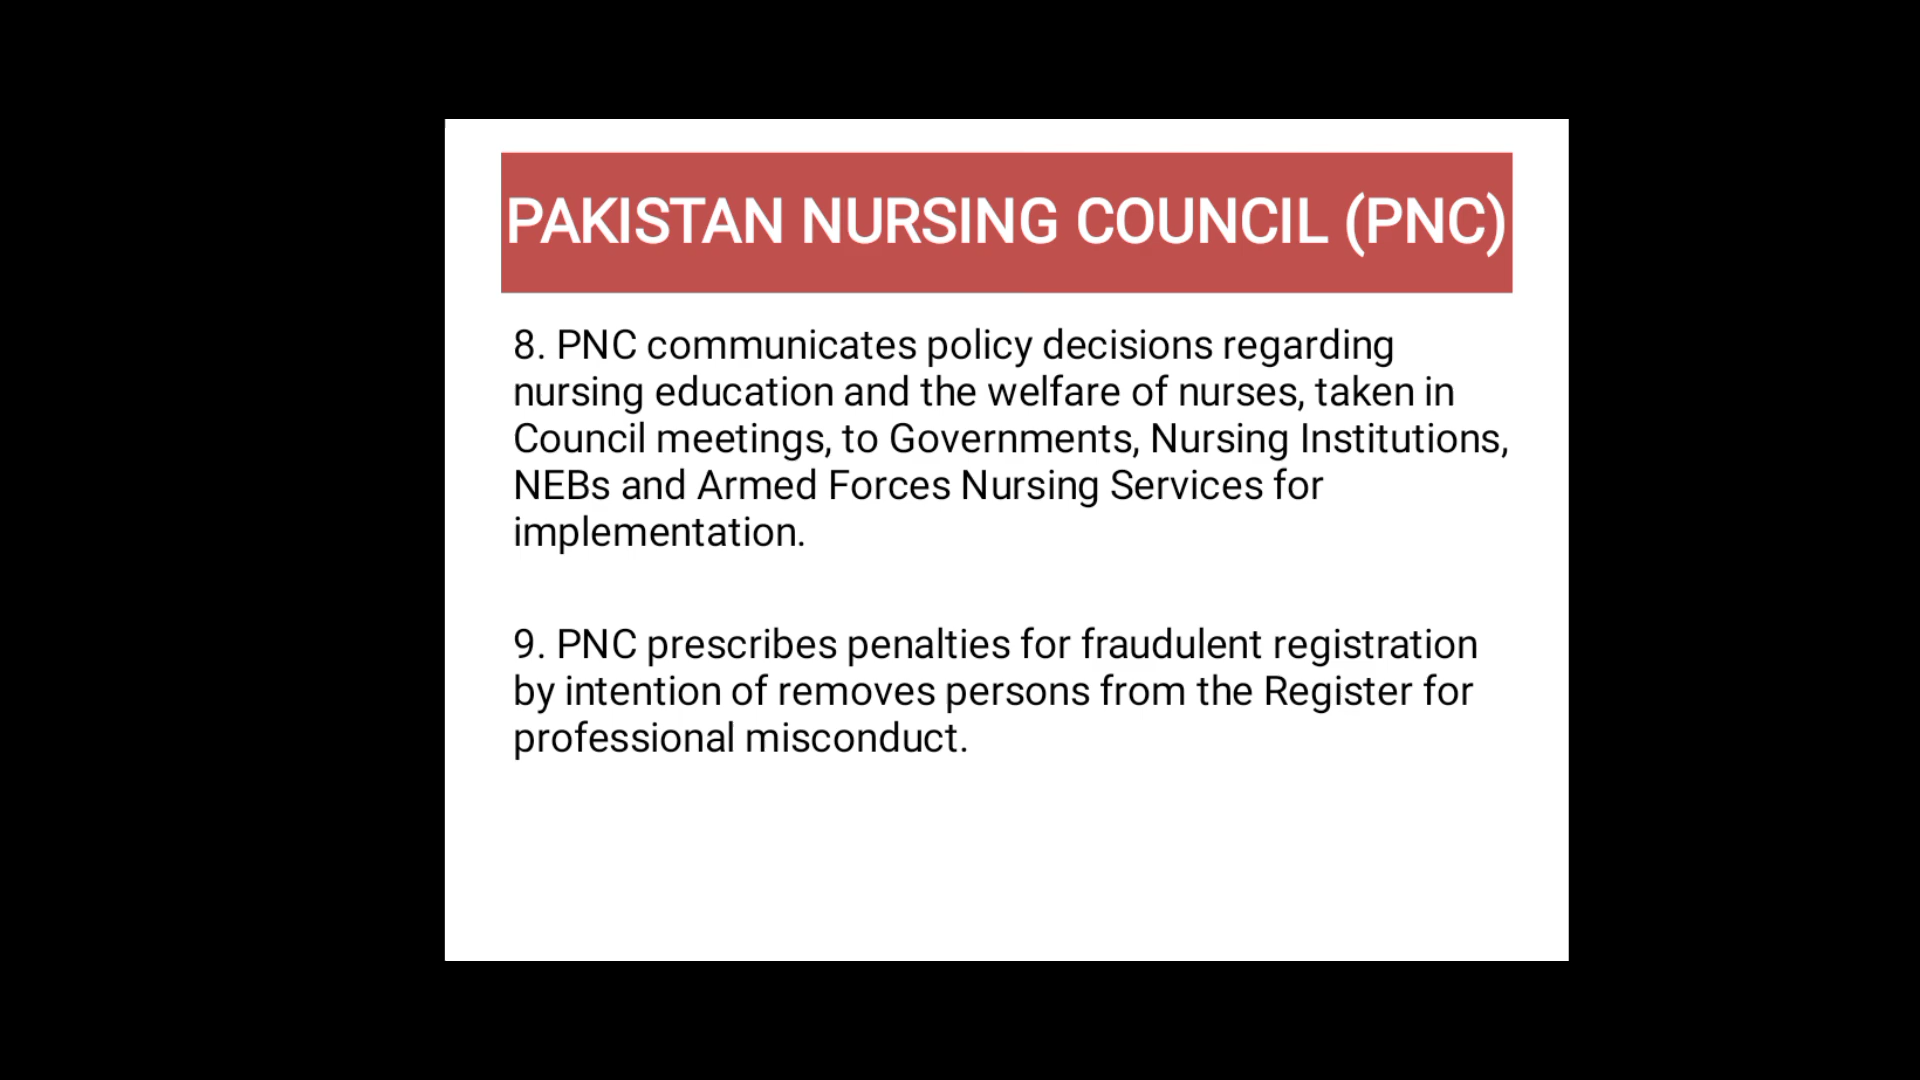 PAKISTAN NURSING COUNCIL (PNC)
8. PNC communicates policy decisions regarding
nursing education and the welfare of nurses, taken in
Council meetings, to Governments, Nursing Institutions,
NEBs and Armed Forces Nursing Services for
implementation.
9. PNC prescribes penalties for fraudulent registration
by intention of removes persons from the Register for
professional misconduct.